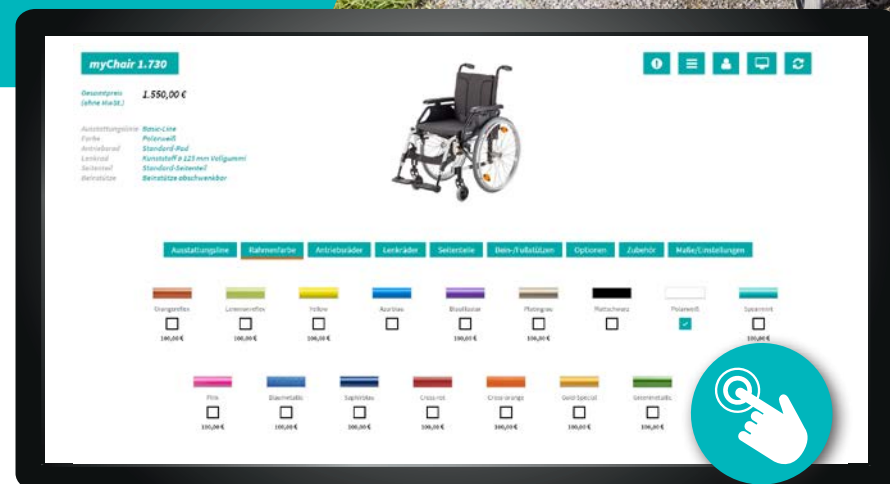 myChair 1.730
Gesamtpreis
(ohne MwSt.)
1.550,00 €
Ausstattungslinie Basic-Line
Farbe Polarweiß
Antriebsrad Standard-Rad
Lenkrad Kunststoff ø 125 mm Vollgummi
Seitenteil Standard-Seitenteil
Beinstütze Beinstütze abschwenkbar
Ausstattungslinie Rahmenfarbe Antriebsräder Lenkräder Seitenteile Bein-/Fußstützen Optionen Zubehör Maße/Einstellungen
Orangereflex Lemonenreflex Yellow Azurblau Platingrau Mattschwarz Polarweiß Spearmint
100,00 € 100,00 € 100,00 € 100,00 € 100,00 € 100,00 €
Pink Blaumetallic Saphirblau Cross-rot Cross-orange Gold-Special Grünmetallic
100,00 € 100,00 € 100,00 € 100,00 € 100,00 € 100,00 € 100,00 €